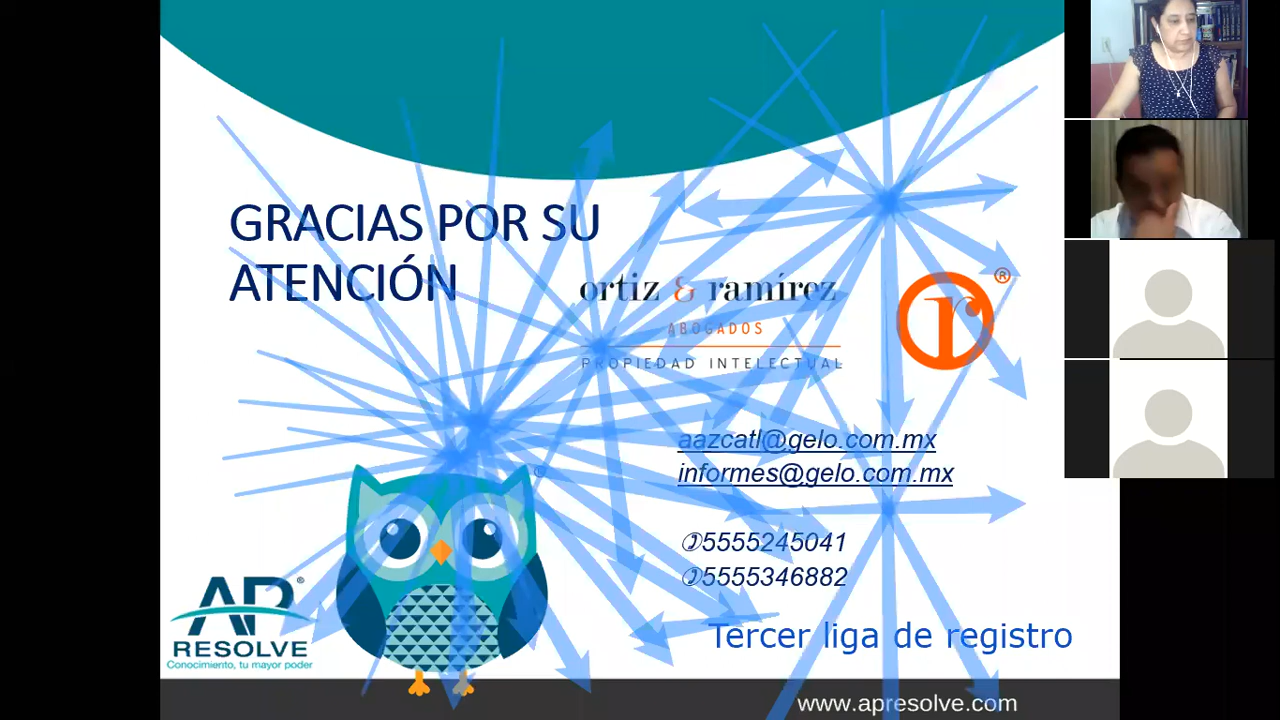 GRACIAS POR SU
ATENCIÓN
ortiz & ramírez
ABOGADOS
PROPIEDAD INTELECTUAL
r®
aazcatl@gelo.com.mx
informes@gelo.com.mx
✆5555245041
✆5555346882
®
AP®
RESOLVE
Conocimiento, tu mayor poder
Tercer liga de registro
www.apresolve.com